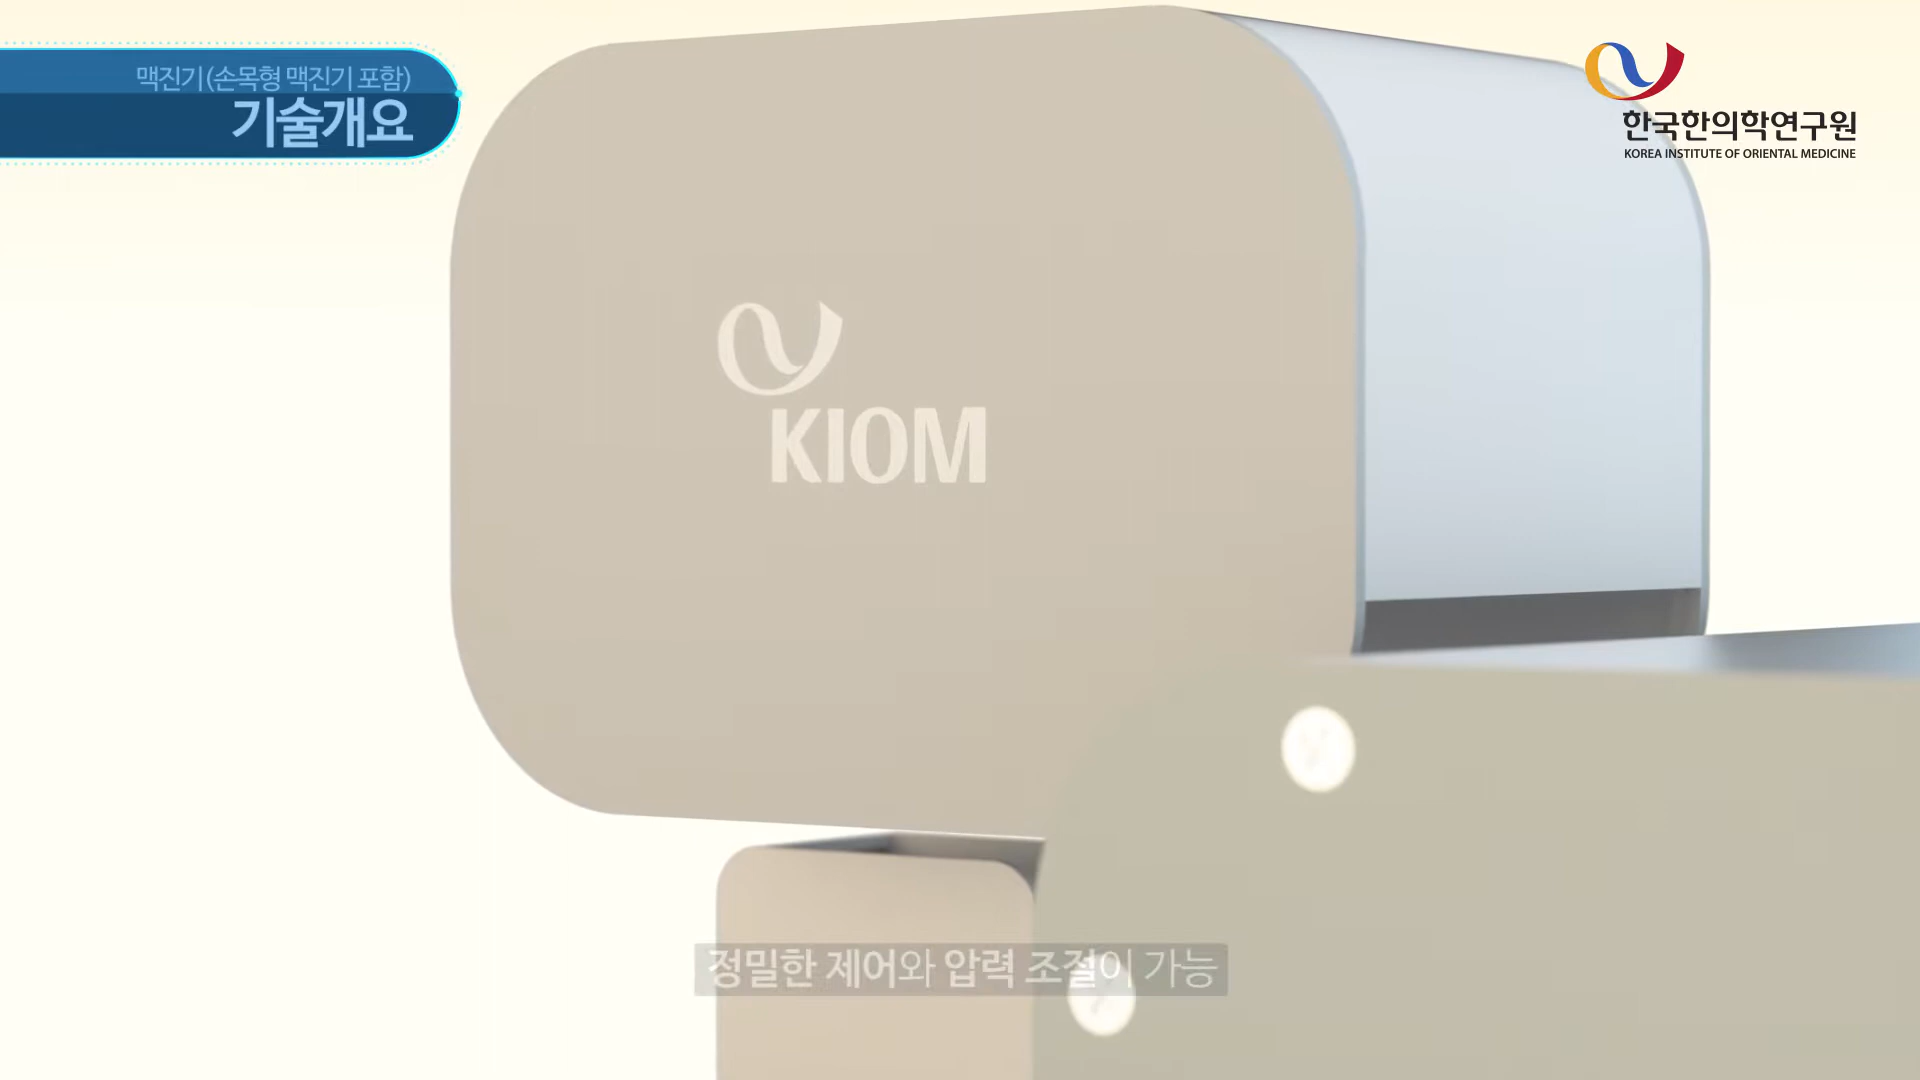 맥진기(손목형 맥진기 포함)
기술개요
한국한의학연구원
KOREA INSTITUTE OF ORIENTAL MEDICINE
KIOM
정밀한 제어와 압력 조절이 가능